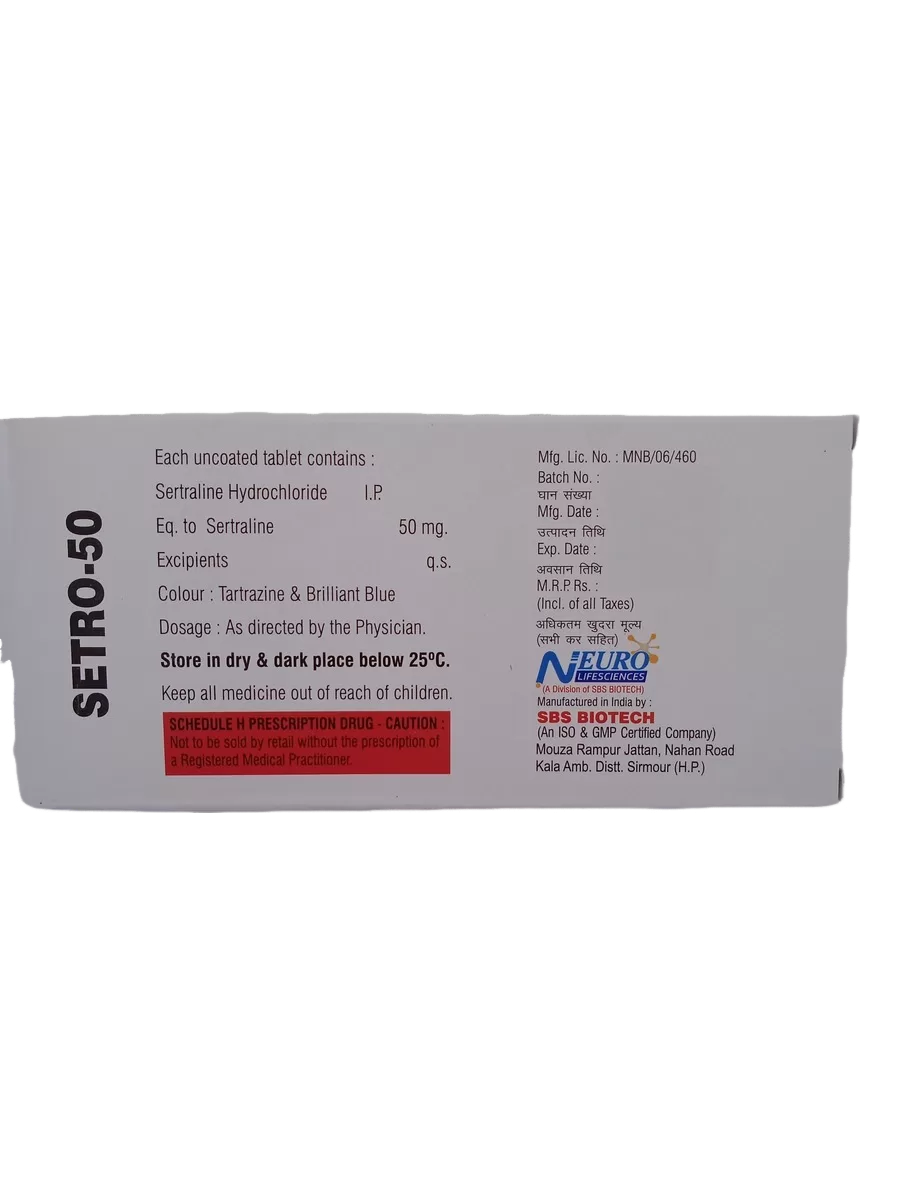 SETRO-50
Each uncoated tablet contains :
Sertraline Hydrochloride I.P.
Eq. to Sertraline 50 mg.
Excipients q.s.
Colour : Tartrazine & Brilliant Blue
Dosage : As directed by the Physician.
Store in dry & dark place below 25ºC.
Keep all medicine out of reach of children.
SCHEDULE H PRESCRIPTION DRUG - CAUTION :
Not to be sold by retail without the prescription of
a Registered Medical Practitioner.
Mfg. Lic. No. : MNB/06/460
Batch No. :
घान संख्या
Mfg. Date :
उत्पादन तिथि
Exp. Date :
अवसान तिथि
M.R.P. Rs. :
(Incl. of all Taxes)
अधिकतम खुदरा मूल्य
(सभी कर सहित)
NEURO
LIFESCIENCES
(A Division of SBS BIOTECH)
Manufactured in India by :
SBS BIOTECH
(An ISO & GMP Certified Company)
Mouza Rampur Jattan, Nahan Road
Kala Amb. Distt. Sirmour (H.P.)